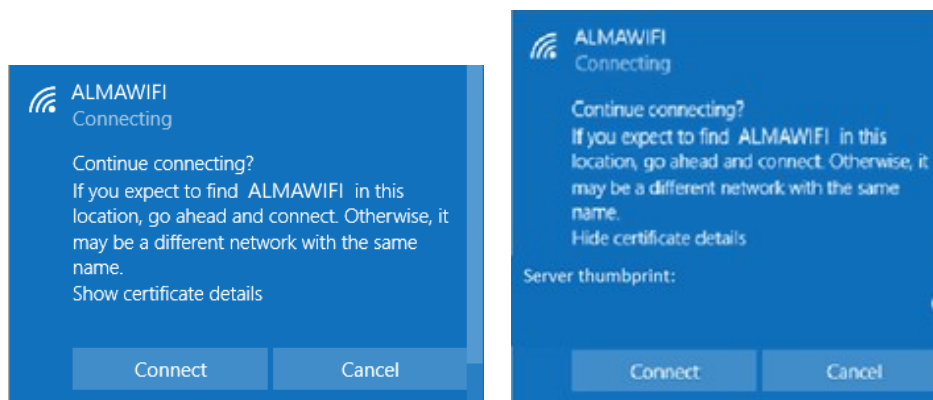 ALMAWIFI
Connecting
Continue connecting?
If you expect to find ALMAWIFI in this
location, go ahead and connect. Otherwise, it
may be a different network with the same
name.
Show certificate details
Connect Cancel
ALMAWIFI
Connecting
Continue connecting?
If you expect to find ALMAWIFI in this
location, go ahead and connect. Otherwise, it
may be a different network with the same
name.
Hide certificate details
Server thumbprint:
Connect Cancel